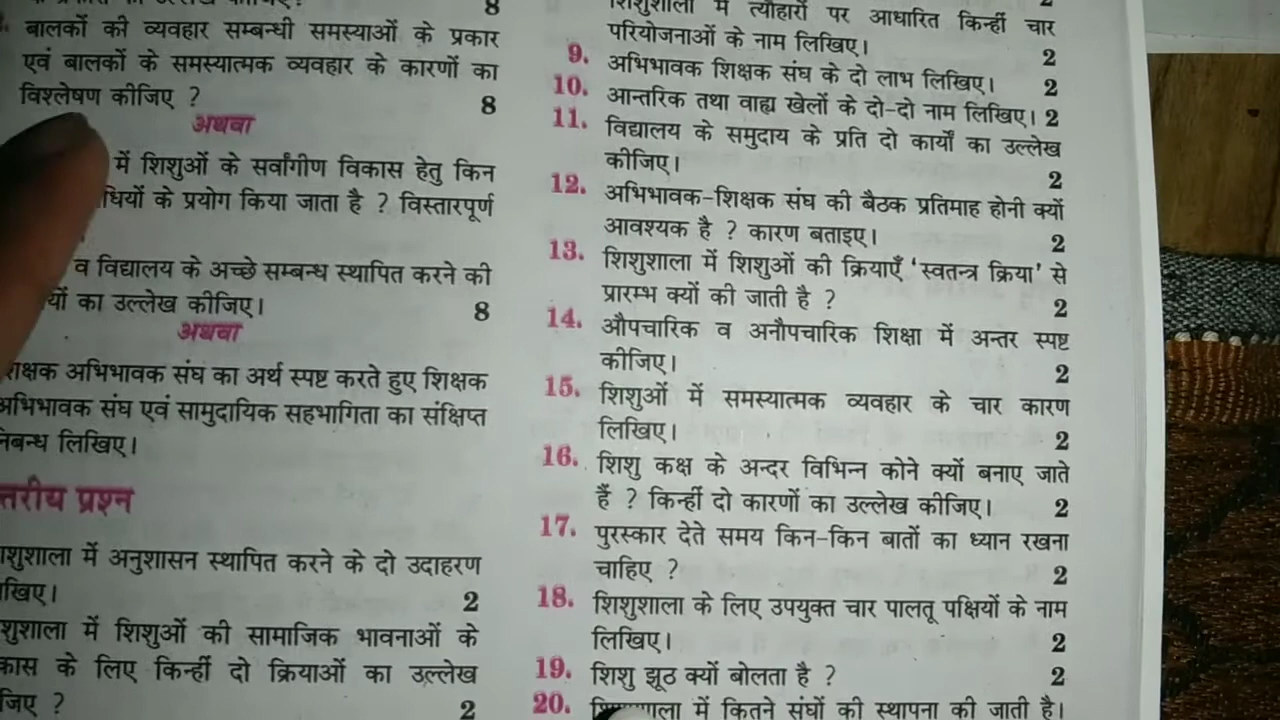 बालकों की व्यवहार सम्बन्धी समस्याओं के प्रकार
एवं बालकों के समस्यात्मक व्यवहार के कारणों का
विश्लेषण कीजिए ? 8
अथवा
में शिशुओं के सर्वांगीण विकास हेतु किन
के प्रयोग किया जाता है ? विस्तारपूर्ण
व विद्यालय के अच्छे सम्बन्ध स्थापित करने की
का उल्लेख कीजिए। 8
अथवा
अभिभावक संघ का अर्थ स्पष्ट करते हुए शिक्षक
अभिभावक संघ एवं सामुदायिक सहभागिता का संक्षिप्त
लिखिए।
प्रश्न
में अनुशासन स्थापित करने के दो उदाहरण
2
में शिशुओं की सामाजिक भावनाओं के
के लिए किन्हीं दो क्रियाओं का उल्लेख
? 2
शिशुशाला में त्यौहारों पर आधारित किन्हीं चार
परियोजनाओं के नाम लिखिए। 2
9. अभिभावक शिक्षक संघ के दो लाभ लिखिए। 2
10. आन्तरिक तथा वाह्य खेलों के दो-दो नाम लिखिए। 2
11. विद्यालय के समुदाय के प्रति दो कार्यों का उल्लेख
कीजिए। 2
12. अभिभावक-शिक्षक संघ की बैठक प्रतिमाह होनी क्यों
आवश्यक है ? कारण बताइए। 2
13. शिशुशाला में शिशुओं की क्रियाएँ 'स्वतन्त्र क्रिया' से
प्रारम्भ क्यों की जाती है ? 2
14. औपचारिक व अनौपचारिक शिक्षा में अन्तर स्पष्ट
कीजिए। 2
15. शिशुओं में समस्यात्मक व्यवहार के चार कारण
लिखिए। 2
16. शिशु कक्ष के अन्दर विभिन्न कोने क्यों बनाए जाते
हैं ? किन्हीं दो कारणों का उल्लेख कीजिए। 2
17. पुरस्कार देते समय किन-किन बातों का ध्यान रखना
चाहिए ? 2
18. शिशुशाला के लिए उपयुक्त चार पालतू पक्षियों के नाम
लिखिए। 2
19. शिशु झूठ क्यों बोलता है ? 2
20. में कितने संघों की स्थापना की जाती है।